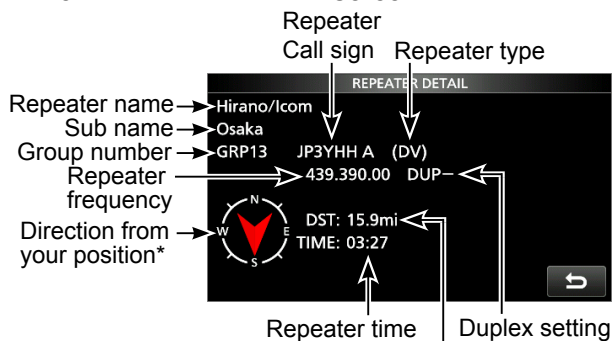 Repeater
Call sign
Repeater type
REPEATER DETAIL
Repeater name
Hirano/Icom
Sub name
Osaka
Group number
GRP13 JP3YHH A (DV)
Repeater
frequency
439.390.00 DUP−
N
W
E
S
Direction from
your position*
DST: 15.9mi
TIME: 03:27
Repeater time
Duplex setting